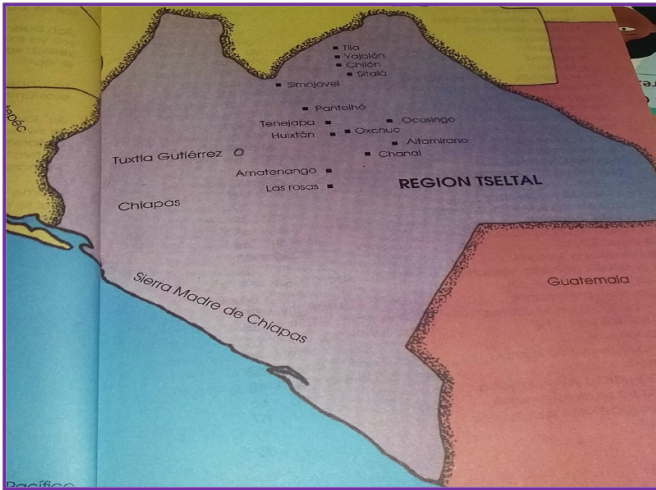 Tila
Yajalón
Chilón
Sitalá
Simojovel
Pantelhó
Tenejapa
Ocosingo
Huixtán
Oxchuc
Altamirano
Tuxtla Gutiérrez
Chanal
Amatenango
Las rosas
REGION TSELTAL
Chiapas
Guatemala
Sierra Madre de Chiapas
Pacífico